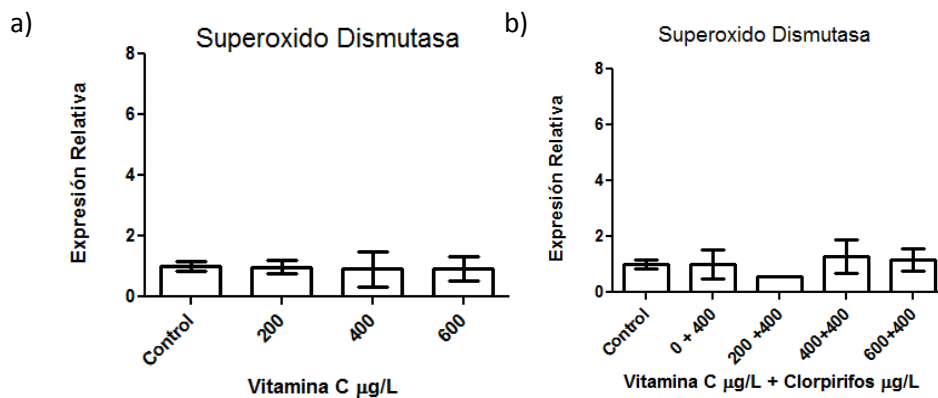 a)
Superoxido Dismutasa
Expresión Relativa
8
6
4
2
0
Control
200
400
600
Vitamina C µg/L
b)
Superoxido Dismutasa
Expresión Relativa
8
6
4
2
0
Control
0 + 400
200 +400
400+400
600+400
Vitamina C µg/L + Clorpirifos µg/L